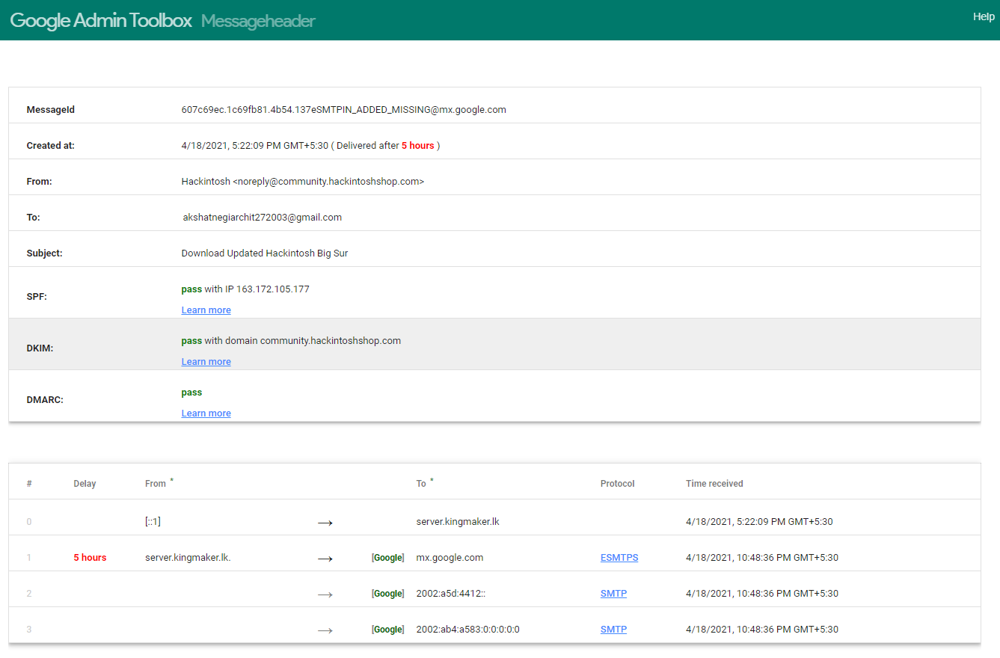 Google Admin Toolbox Messageheader Help
MessageId 607c69ec.1c69fb81.4b54.137eSMTPIN_ADDED_MISSING@mx.google.com
Created at: 4/18/2021, 5:22:09 PM GMT+5:30 ( Delivered after 5 hours )
From: Hackintosh <noreply@community.hackintoshshop.com>
To: akshatnegiarchit272003@gmail.com
Subject: Download Updated Hackintosh Big Sur
SPF: pass with IP 163.172.105.177
Learn more
DKIM: pass with domain community.hackintoshshop.com
Learn more
DMARC: pass
Learn more
# Delay From * To * Protocol Time received
0 [::1] → server.kingmaker.lk 4/18/2021, 5:22:09 PM GMT+5:30
1 5 hours server.kingmaker.lk. → [Google] mx.google.com ESMTPS 4/18/2021, 10:48:36 PM GMT+5:30
2 → [Google] 2002:a5d:4412:: SMTP 4/18/2021, 10:48:36 PM GMT+5:30
3 → [Google] 2002:ab4:a583:0:0:0:0:0 SMTP 4/18/2021, 10:48:36 PM GMT+5:30